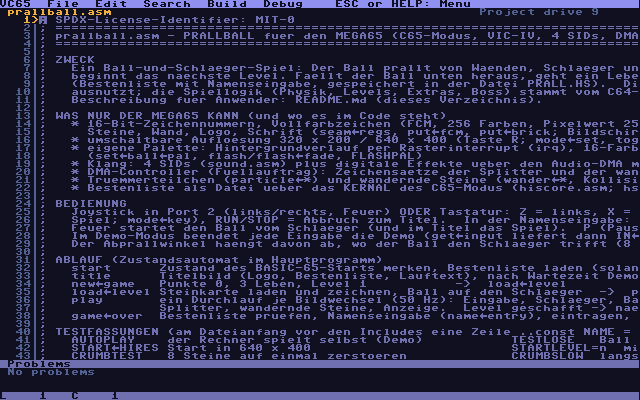 VCG5 File Edit Search Build Debug ESC or HELP: Menu
prallball.asm Project drive 9
1>; SPDX-License-Identifier: MIT-0
2 ; ============================================================
3 ; prallball.asm - PRALLBALL fuer den MEGA65 (C65-Modus, VIC-IV, 4 SIDs, DMA
4 ; ============================================================
5 ;
6 ; ZWECK
7 ; Ein Ball-und-Schlaeger-Spiel: Der Ball prallt von Waenden, Schlaeger un
8 ; beginnt das naechste Level. Faellt der Ball unten heraus, geht ein Leb
9 ; (Bestenliste mit Namenseingabe, gespeichert in der Datei PRALL.HS). Di
10 ; ausnutzt; die Spiellogik (Physik, Levels, Extras, Boss) stammt vom C64-
11 ; Beschreibung fuer Anwender: README.md (dieses Verzeichnis).
12 ;
13 ; WAS NUR DER MEGA65 KANN (und wo es im Code steht)
14 ; * 16-Bit-Zeichennummern, Vollfarbzeichen (FCM, 256 Farben, Pixelwert 25
15 ; Steine, Wand, Logo, Schrift (seam+regs, put+fcm, put+brick; Bildschir
16 ; * umschaltbare Aufloesung 320 x 200 / 640 x 400 (Taste R; mode+set, tog
17 ; * eigene Palette: Hintergrundverlauf per Rasterinterrupt (irq), 16-Farb
18 ; (set+ball+pal, flash/flash+fade, FLASHPAL)
19 ; * Klang: 4 SIDs (sound.asm) plus digitale Effekte ueber den Audio-DMA m
20 ; * DMA-Controller (Fuellauftrag): Zeichensaetze der Splitter und der wan
21 ; * Truemmerteilchen (particle+*) und wandernde Steine (wander+*, Kollisi
22 ; * Bestenliste als Datei ueber das KERNAL des C65-Modus (hiscore.asm; hs
23 ;
24 ; BEDIENUNG
25 ; Joystick in Port 2 (links/rechts, Feuer) ODER Tastatur: Z = links, X =
26 ; Spiel; mode+key), RUN/STOP = Abbruch zum Titel. In der Namenseingabe:
27 ; Feuer startet den Ball vom Schlaeger (und im Titel das Spiel). P (Paus
28 ; Im Demo-Modus beendet jede Eingabe die Demo (get+input liefert dann IN+
29 ; Der Abprallwinkel haengt davon ab, wo der Ball den Schlaeger trifft (8
30 ;
31 ; ABLAUF (Zustandsautomat im Hauptprogramm)
32 ; start Zustand des BASIC-65-Starts merken, Bestenliste laden (solan
33 ; title Titelbild (Logo, Bestenliste, Lauftext), nach Wartezeit Demo
34 ; new+game Punkte 0, 3 Leben, Level 1 -> load+level
35 ; load+level Steinkarte laden und zeichnen, Ball auf den Schlaeger -> p
36 ; play ein Durchlauf je Bildwechsel (50 Hz): Eingabe, Schlaeger, Ba
37 ; Splitter, wandernde Steine, Anzeige. Level geschafft -> nae
38 ; game+over Bestenliste pruefen, Namenseingabe (name+entry), eintragen,
39 ;
40 ; TESTFASSUNGEN (am Dateianfang vor den Includes eine Zeile ..const NAME =
41 ; AUTOPLAY der Rechner spielt selbst (Demo) TESTLOSE Ball
42 ; START+HIRES Start in 640 x 400 STARTLEVEL=n mi
43 ; CRUMBTEST 8 Steine auf einmal zerstoeren CRUMBSLOW langs
Problems
No problems
L 1 C 1